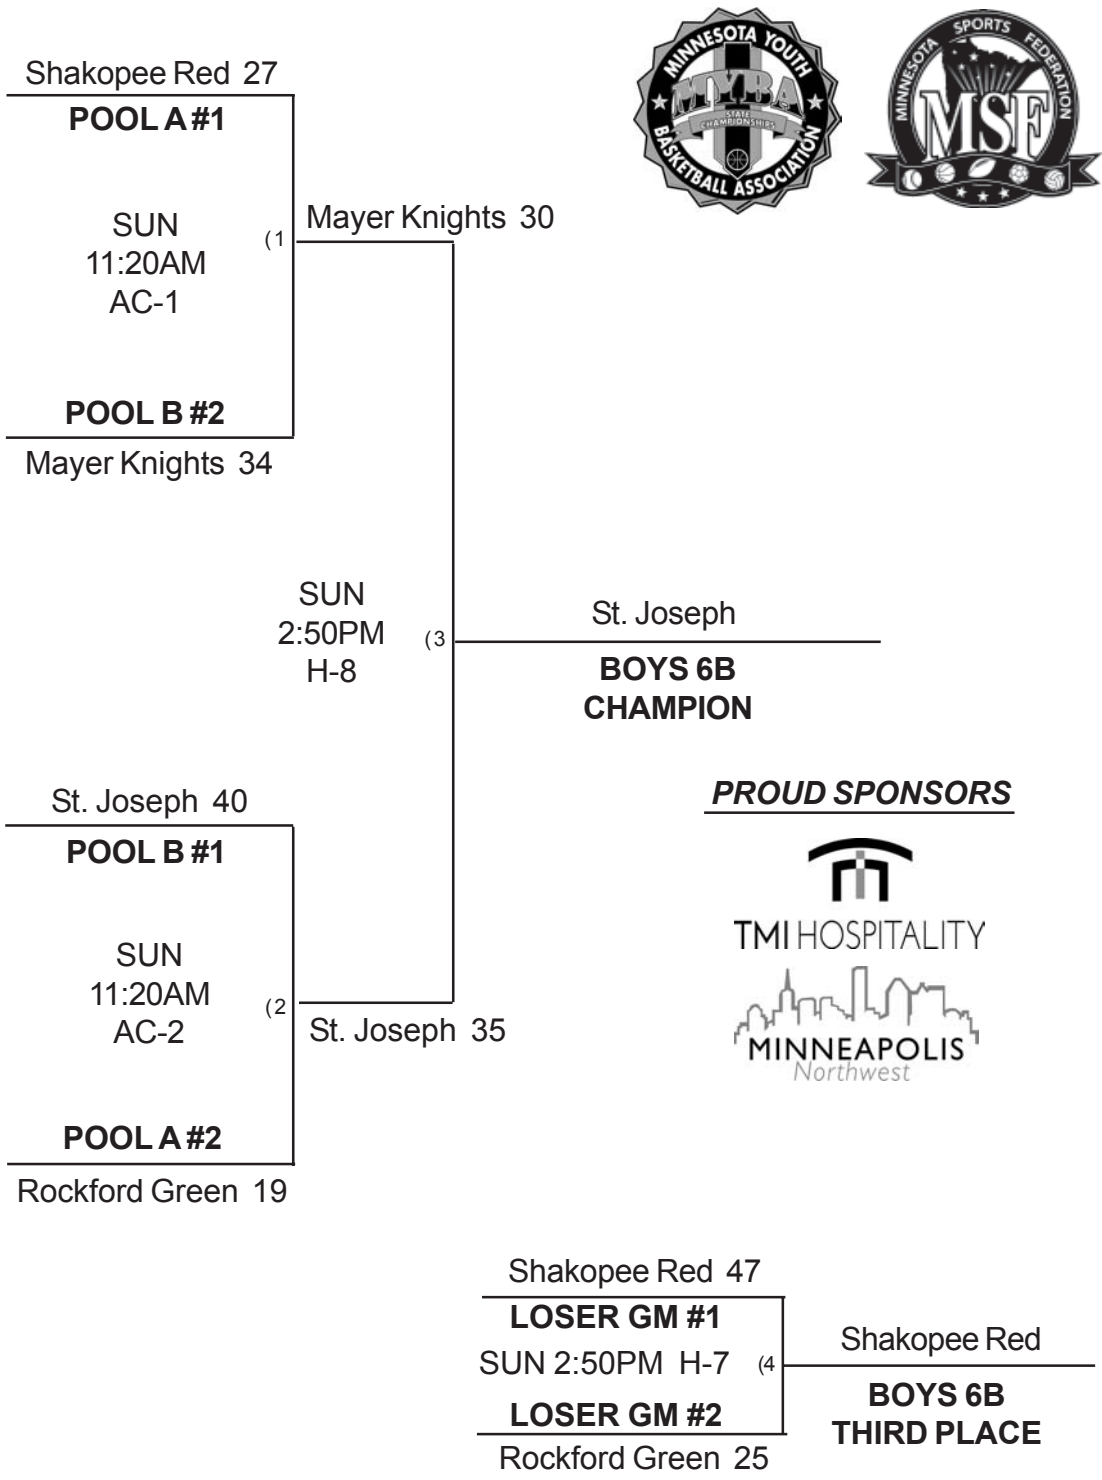 Shakopee Red 27
POOL A #1
SUN
11:20AM
AC-1
(1
POOL B #2
Mayer Knights 34
Mayer Knights 30
MINNESOTA YOUTH
MYBA
STATE
CHAMPIONSHIPS
BASKETBALL ASSOCIATION
MINNESOTA SPORTS FEDERATION
MSF
SUN
2:50PM
H-8
(3
St. Joseph
BOYS 6B
CHAMPION
St. Joseph 40
POOL B #1
SUN
11:20AM
AC-2
(2
POOL A #2
Rockford Green 19
St. Joseph 35
PROUD SPONSORS
TMI HOSPITALITY
MINNEAPOLIS
Northwest
Shakopee Red 47
LOSER GM #1
SUN 2:50PM H-7
(4
LOSER GM #2
Rockford Green 25
Shakopee Red
BOYS 6B
THIRD PLACE